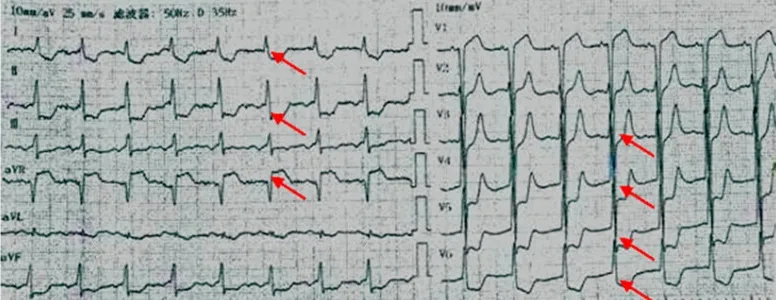 10mm/mV 25 mm/s 滤波器: 50Hz D 35Hz
I
II
III
aVR
aVL
aVF
10mm/mV
V1
V2
V3
V4
V5
V6